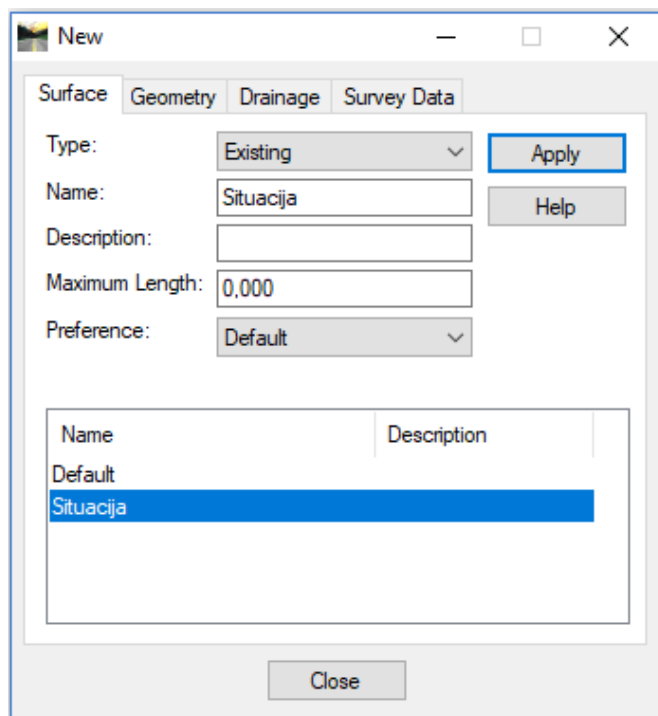 New
Surface Geometry Drainage Survey Data
Type: Existing Apply
Name: Situacija Help
Description:
Maximum Length: 0,000
Preference: Default
Name Description
Default
Situacija
Close